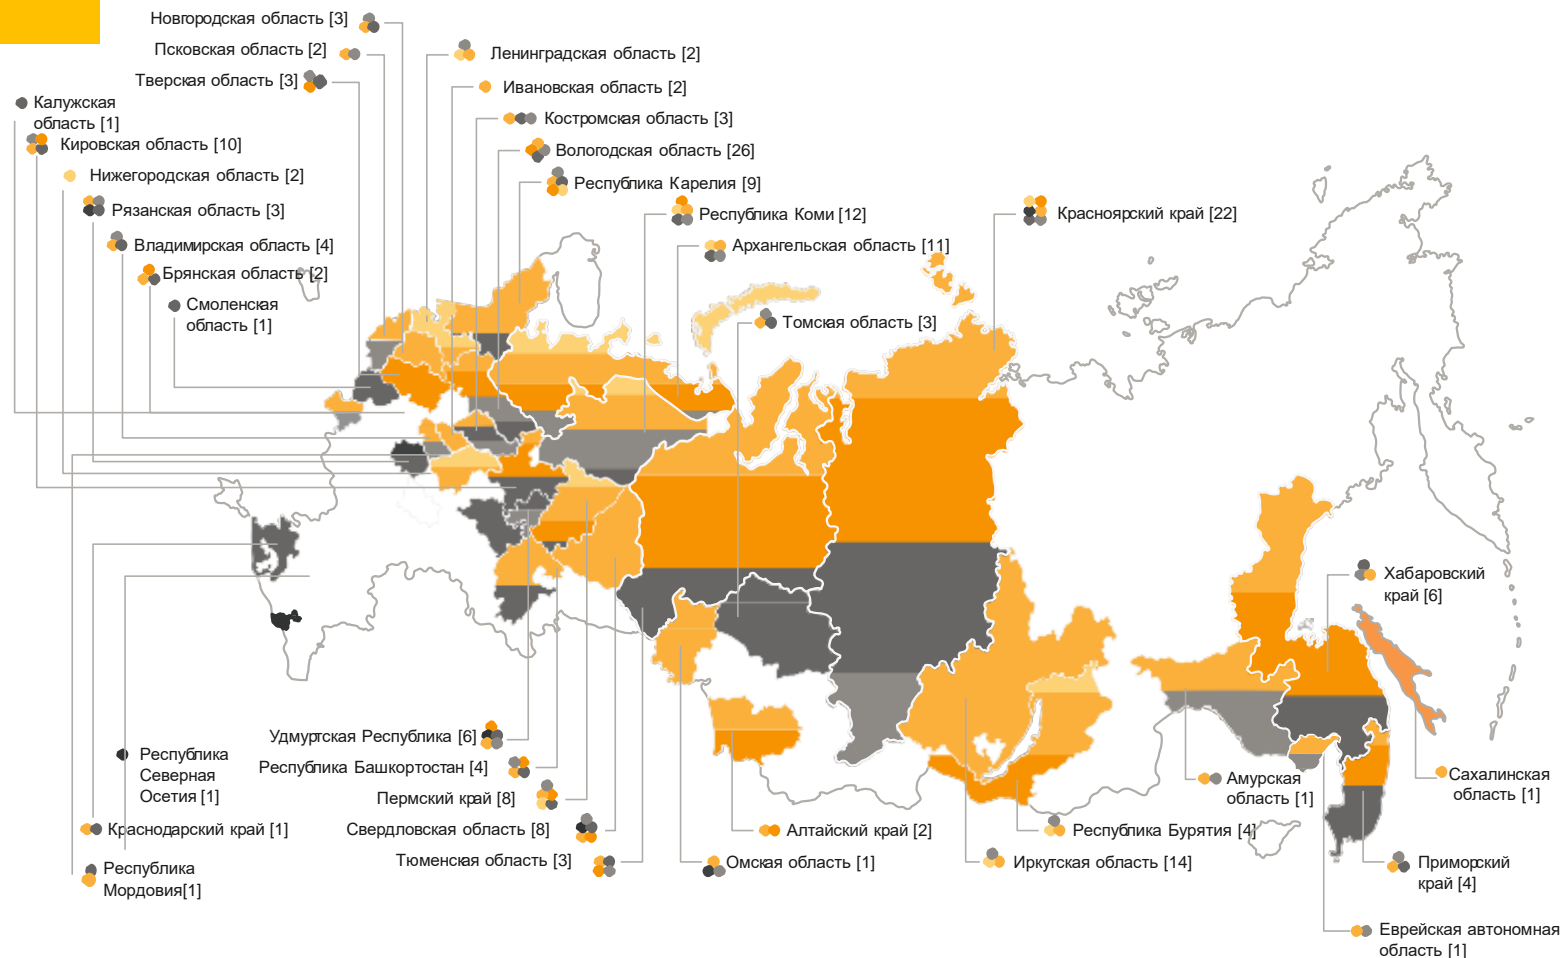 Новгородская область [3]
Псковская область [2]
Тверская область [3]
Калужская
область [1]
Кировская область [10]
Нижегородская область [2]
Рязанская область [3]
Владимирская область [4]
Брянская область [2]
Смоленская
область [1]
Ленинградская область [2]
Ивановская область [2]
Костромская область [3]
Вологодская область [26]
Республика Карелия [9]
Республика Коми [12]
Архангельская область [11]
Томская область [3]
Красноярский край [22]
Хабаровский
край [6]
Удмуртская Республика [6]
Республика Башкортостан [4]
Пермский край [8]
Свердловская область [8]
Тюменская область [3]
Республика
Северная
Осетия [1]
Краснодарский край [1]
Республика
Мордовия[1]
Омская область [1]
Алтайский край [2]
Иркутская область [14]
Республика Бурятия [4]
Амурская
область [1]
Сахалинская
область [1]
Приморский
край [4]
Еврейская автономная
область [1]